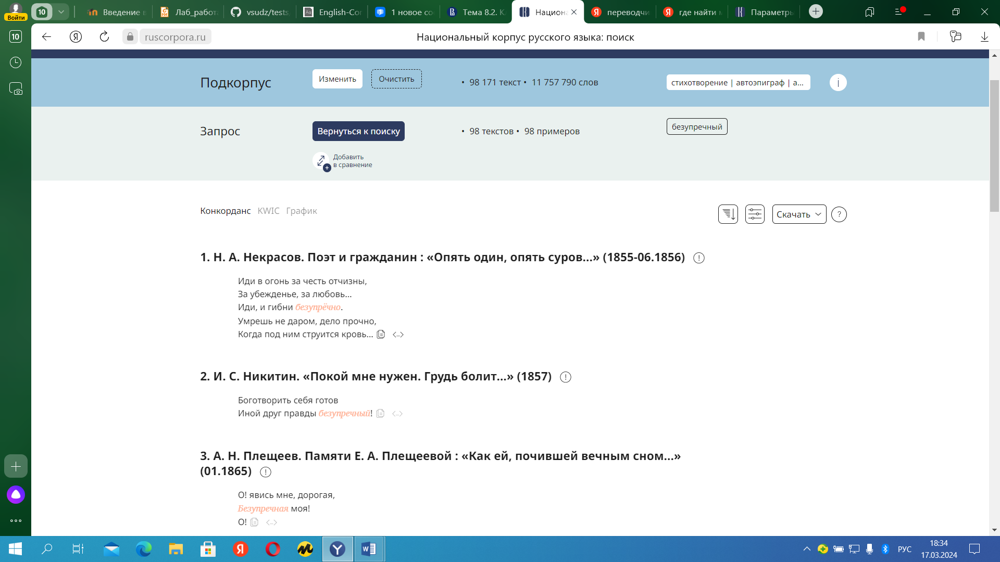 Войти
10
Введение в
Лаб_работа
vsudz/tests
English-Cor
1 новое со
Тема 8.2. К
Национа
переводчи
где найти м
Параметры
10
ruscorpora.ru
Национальный корпус русского языка: поиск
Подкорпус
Изменить
Очистить
• 98 171 текст • 11 757 790 слов
стихотворение | автоэпиграф | а...
Запрос
Вернуться к поиску
• 98 текстов • 98 примеров
безупречный
Добавить
в сравнение
Конкорданс KWIC График
Скачать
?
1. Н. А. Некрасов. Поэт и гражданин : «Опять один, опять суров...» (1855-06.1856)
Иди в огонь за честь отчизны,
За убежденье, за любовь...
Иди, и гибни безупрёчно.
Умрешь не даром, дело прочно,
Когда под ним струится кровь...
2. И. С. Никитин. «Покой мне нужен. Грудь болит...» (1857)
Боготворить себя готов
Иной друг правды безупречный!
3. А. Н. Плещеев. Памяти Е. А. Плещеевой : «Как ей, почившей вечным сном...»
(01.1865)
О! явись мне, дорогая,
Безупречная моя!
О!
РУС
18:34
17.03.2024